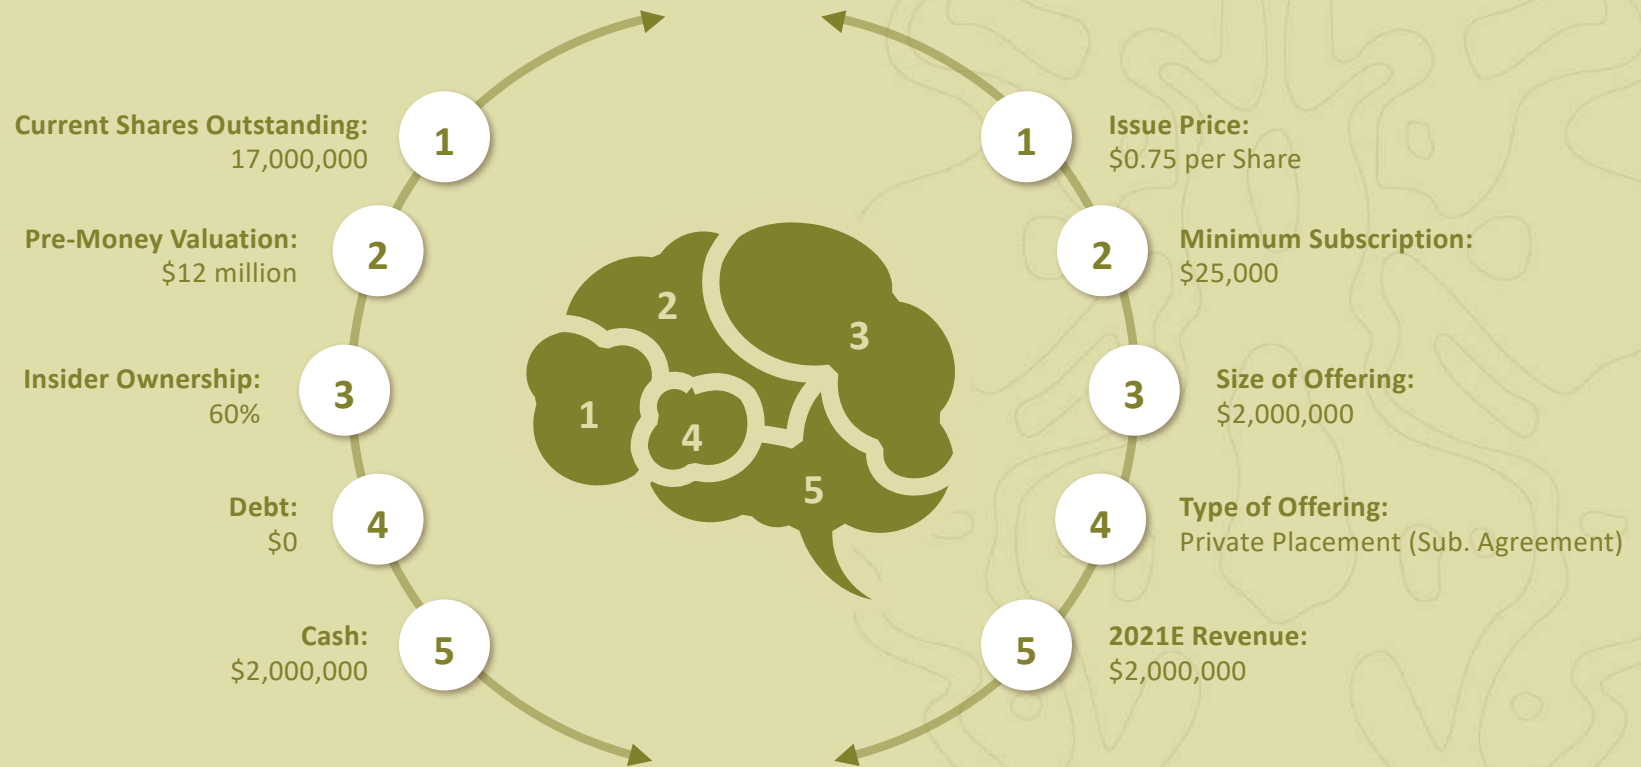 Current Shares Outstanding:
17,000,000
1
Pre-Money Valuation:
$12 million
2
Insider Ownership:
60%
3
Debt:
$0
4
Cash:
$2,000,000
5
1
2
3
4
5
1
Issue Price:
$0.75 per Share
2
Minimum Subscription:
$25,000
3
Size of Offering:
$2,000,000
4
Type of Offering:
Private Placement (Sub. Agreement)
5
2021E Revenue:
$2,000,000